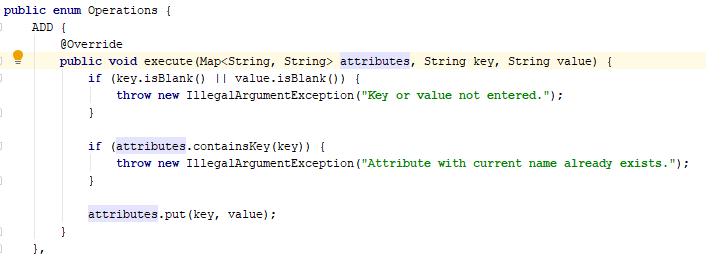 public enum Operations {
    ADD {
        @Override
        public void execute(Map<String, String> attributes, String key, String value) {
            if (key.isBlank() || value.isBlank()) {
                throw new IllegalArgumentException("Key or value not entered.");
            }

            if (attributes.containsKey(key)) {
                throw new IllegalArgumentException("Attribute with current name already exists.");
            }

            attributes.put(key, value);
        }
    },